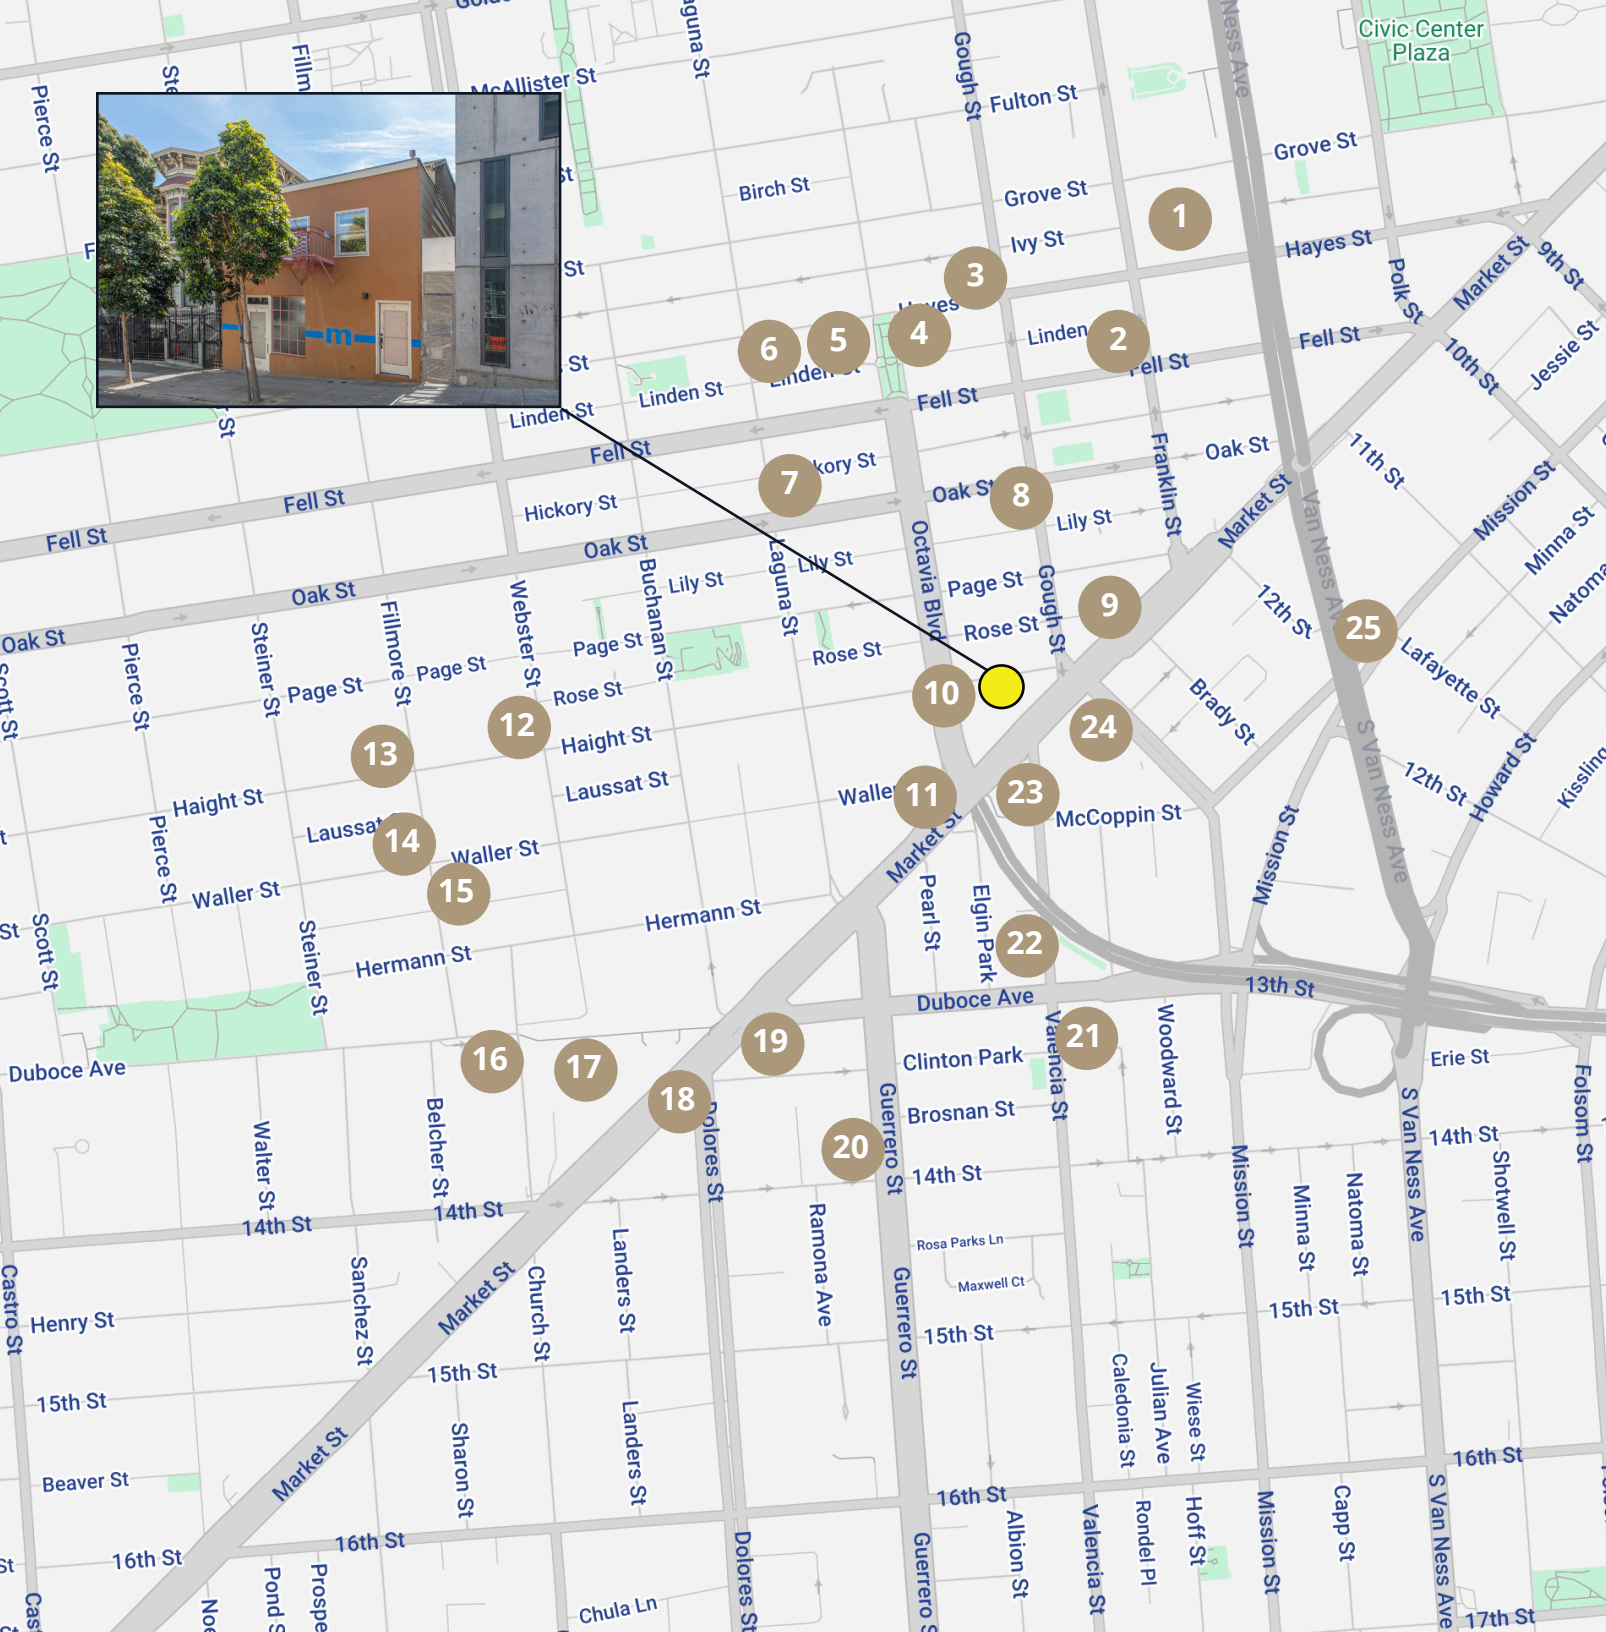 Civic Center
Plaza
McAllister St
Gough St
Fulton St
Grove St
Birch St
Grove St
Ivy St
Hayes St
Market St
9th St
Polk St
Fell St
Linden
Fell St
10th St
Jessie St
Pierce St
m
1
2
3
4
5
6
Linden St
Linden St
Linden St
Fell St
Fell St
Fell St
Fell St
7
Hickory St
Oak St
8
Oak St
Franklin St
Lily St
Market St
11th St
Mission St
Minna St
Van Ness Ave
Oak St
Oak St
Oak St
Octavia Blvd
Page St
Gough St
Rose St
9
12th St
25
Lafayette St
Laguna St
Lily St
Lily St
Buchanan St
Webster St
Fillmore St
Steiner St
Pierce St
Scott St
Page St
Page St
Page St
Rose St
Rose St
10
12
13
Haight St
Haight St
Laussat St
24
Brady St
S Van Ness Ave
12th St
Howard St
Kissling
11
23
McCoppin St
Market St
14
Waller St
15
Waller St
Pierce St
Scott St
Steiner St
Hermann St
Hermann St
Pearl St
Elgin Park
22
Mission St
13th St
Duboce Ave
Duboce Ave
16
17
18
19
20
21
Clinton Park
Valencia St
Woodward St
Erie St
Brosnan St
Guerrero St
14th St
14th St
14th St
14th St
Folsom St
S Van Ness Ave
Shotwell St
Mission St
Minna St
Natoma St
Walter St
Belcher St
Dolores St
Ramona Ave
Rosa Parks Ln
Maxwell Ct
Landers St
Church St
Sanchez St
Market St
Castro St
Henry St
15th St
15th St
15th St
15th St
15th St
Guerrero St
Caledonia St
Julian Ave
Wiese St
Sharon St
Landers St
Market St
Beaver St
16th St
16th St
16th St
16th St
Dolores St
Guerrero S
Albion St
Valencia St
Rondel Pl
Hoff St
Mission St
Capp St
S Van Ness Ave
17th St
Chula Ln
Pond S
Prospe
Noe
Cast